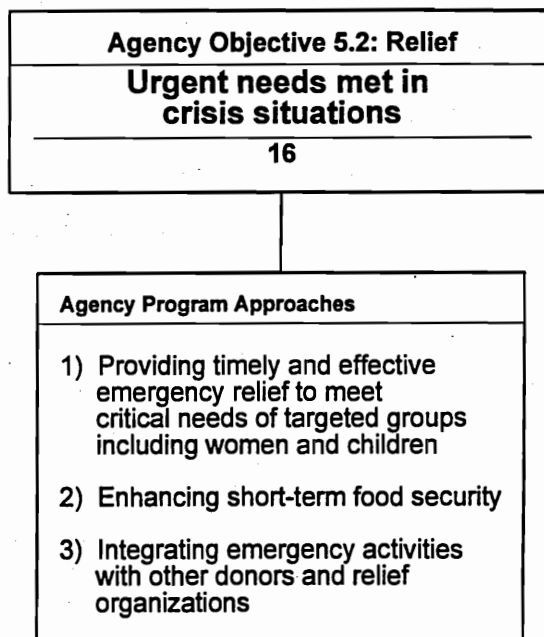 Agency Objective 5.2: Relief
Urgent needs met in
crisis situations
16
Agency Program Approaches
1) Providing timely and effective
emergency relief to meet
critical needs of targeted groups
including women and children
2) Enhancing short-term food security
3) Integrating emergency activities
with other donors and relief
organizations